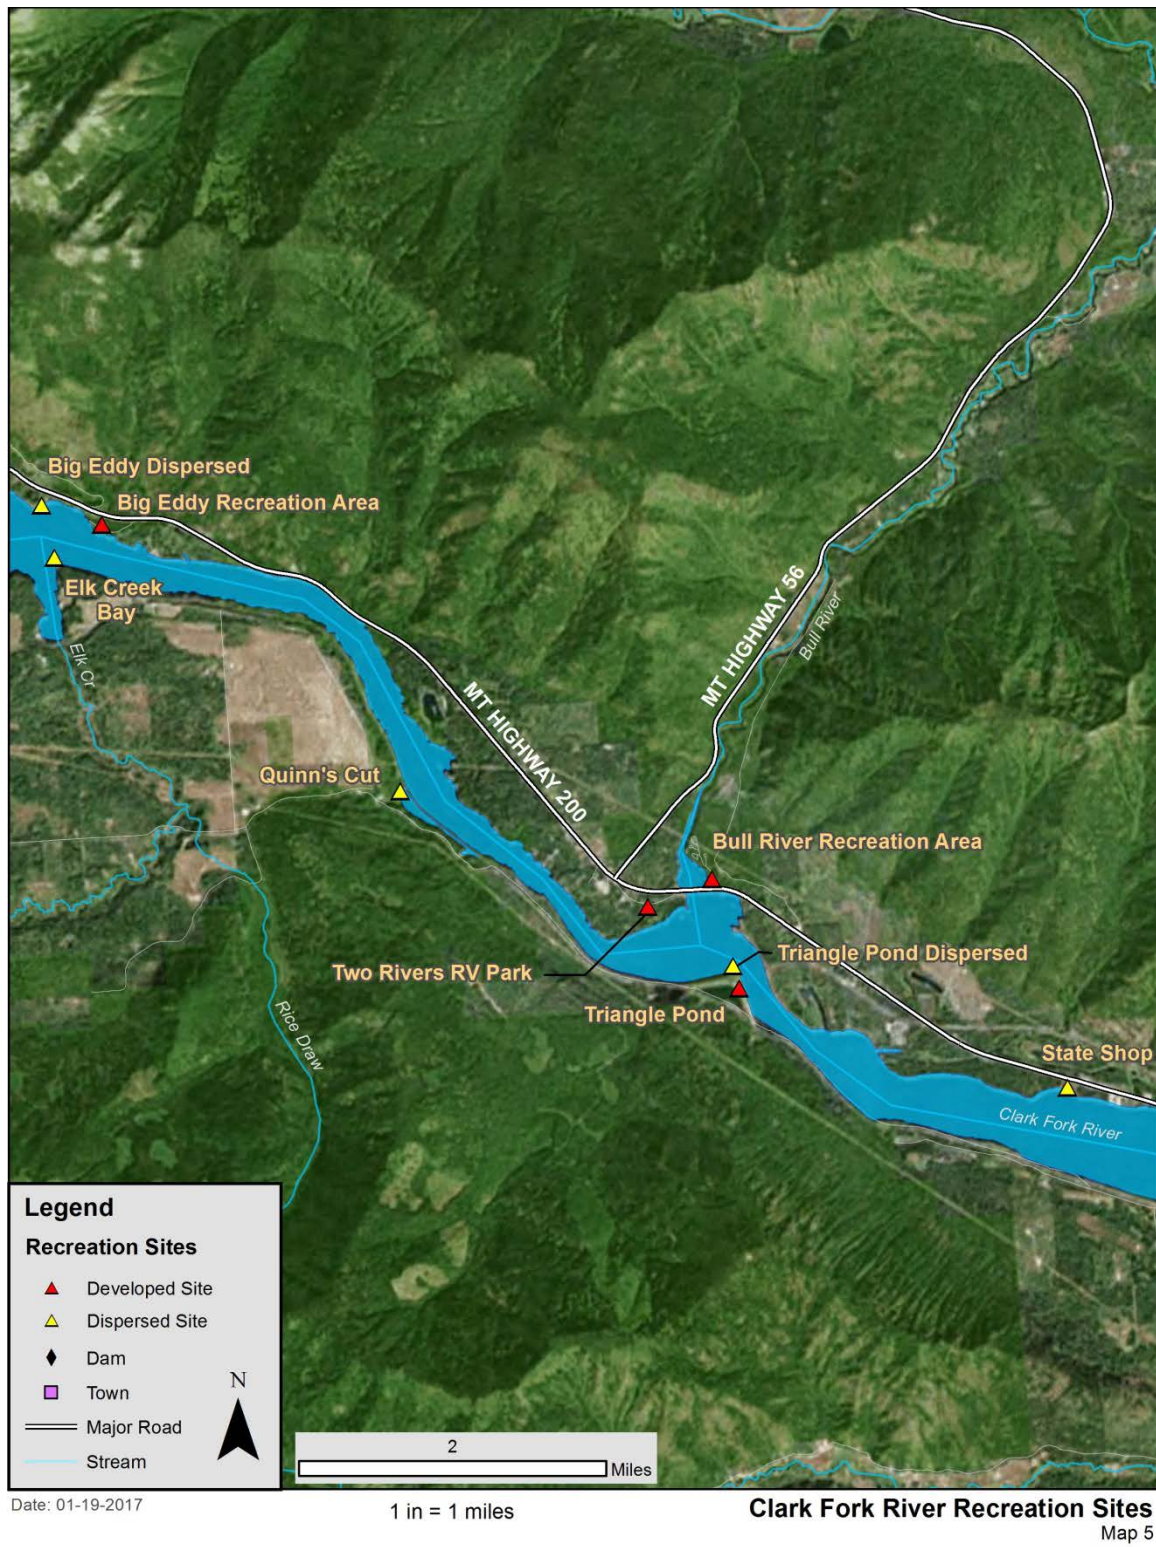 Big Eddy Dispersed
Big Eddy Recreation Area
Elk Creek
Bay
Elk Cr
MT HIGHWAY 56
Bull River
MT HIGHWAY 200
Quinn's Cut
Bull River Recreation Area
Triangle Pond Dispersed
Two Rivers RV Park
Triangle Pond
Rice Draw
State Shop
Clark Fork River
Legend
Recreation Sites
Developed Site
Dispersed Site
Dam
Town
Major Road
Stream
N
2
Miles
Date: 01-19-2017
1 in = 1 miles
Clark Fork River Recreation Sites
Map 5